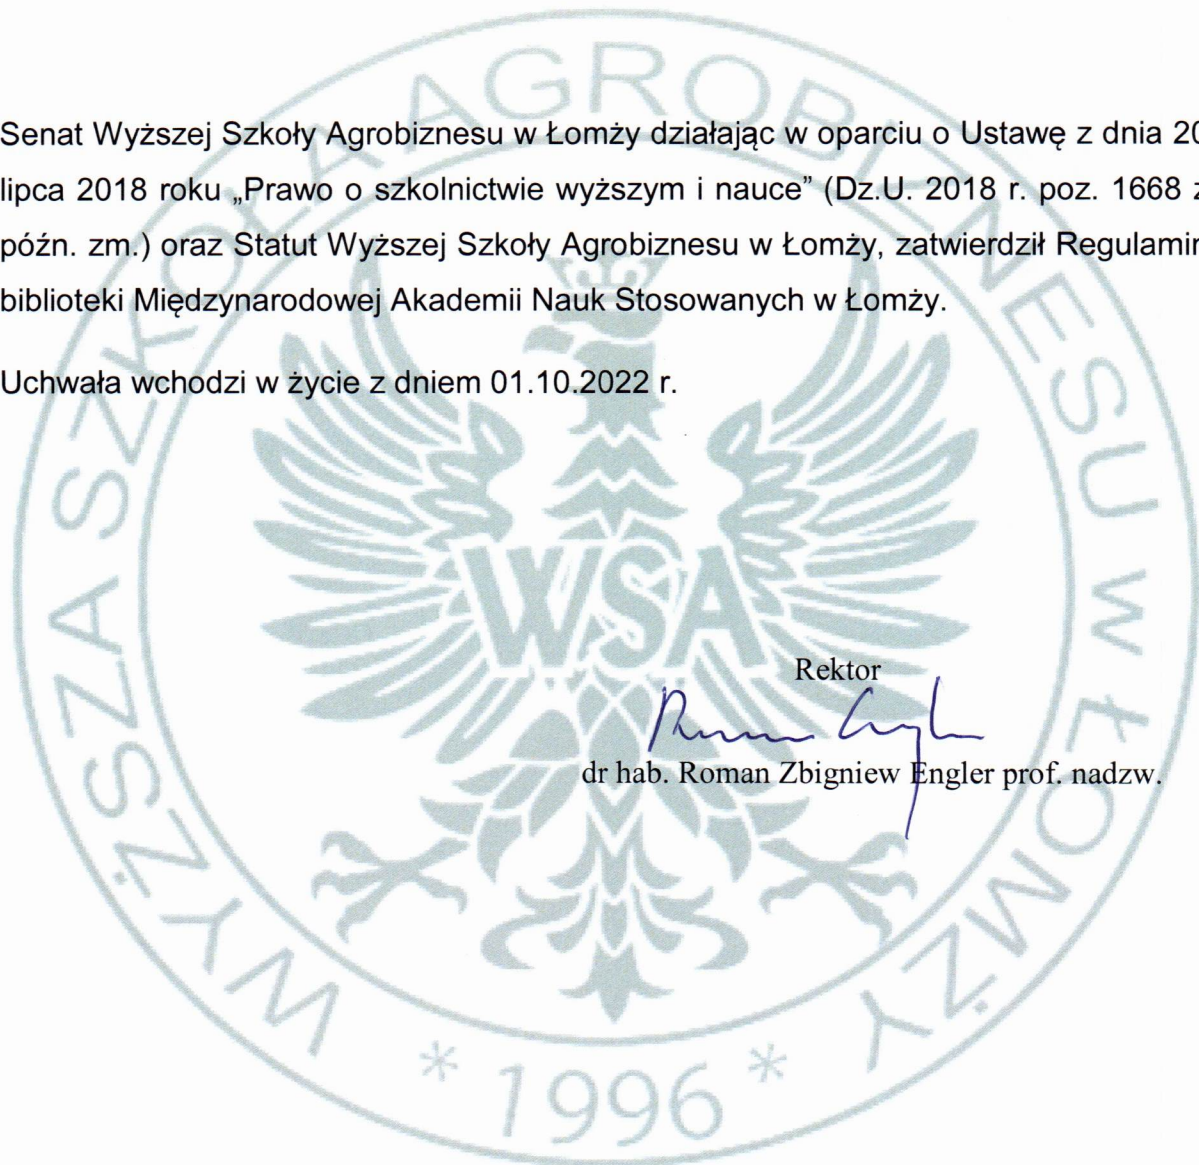 Senat Wyższej Szkoły Agrobiznesu w Łomży działając w oparciu o Ustawę z dnia 20
lipca 2018 roku „Prawo o szkolnictwie wyższym i nauce” (Dz.U. 2018 r. poz. 1668 z
późn. zm.) oraz Statut Wyższej Szkoły Agrobiznesu w Łomży, zatwierdził Regulamin
biblioteki Międzynarodowej Akademii Nauk Stosowanych w Łomży.
Uchwała wchodzi w życie z dniem 01.10.2022 r.
WYŻSZA SZKOŁA AGROBIZNESU W ŁOMŻY
WSA
Rektor
dr hab. Roman Zbigniew Engler prof. nadzw.
* 1996 *